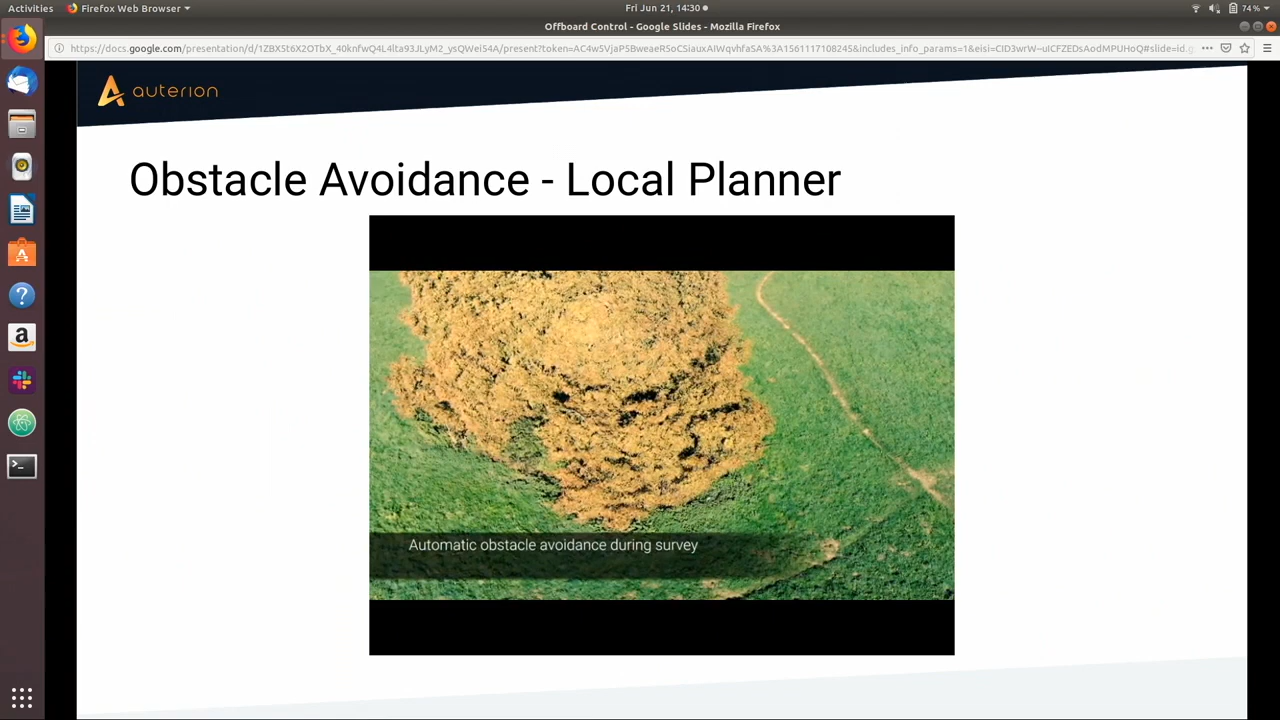 Activities
Firefox Web Browser
Fri Jun 21, 14:30
74%
Offboard Control - Google Slides - Mozilla Firefox
auterion
Obstacle Avoidance - Local Planner
Automatic obstacle avoidance during survey